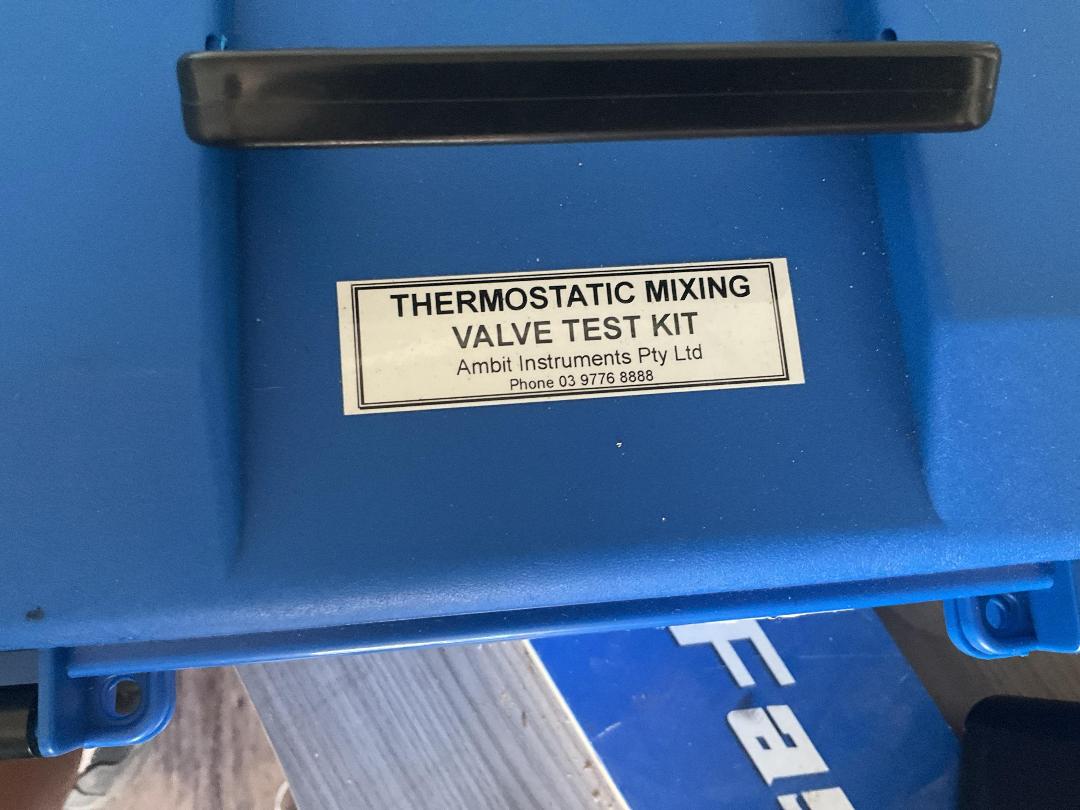 THERMOSTATIC MIXING
VALVE TEST KIT
Ambit Instruments Pty Ltd
Phone 03 9776 8888